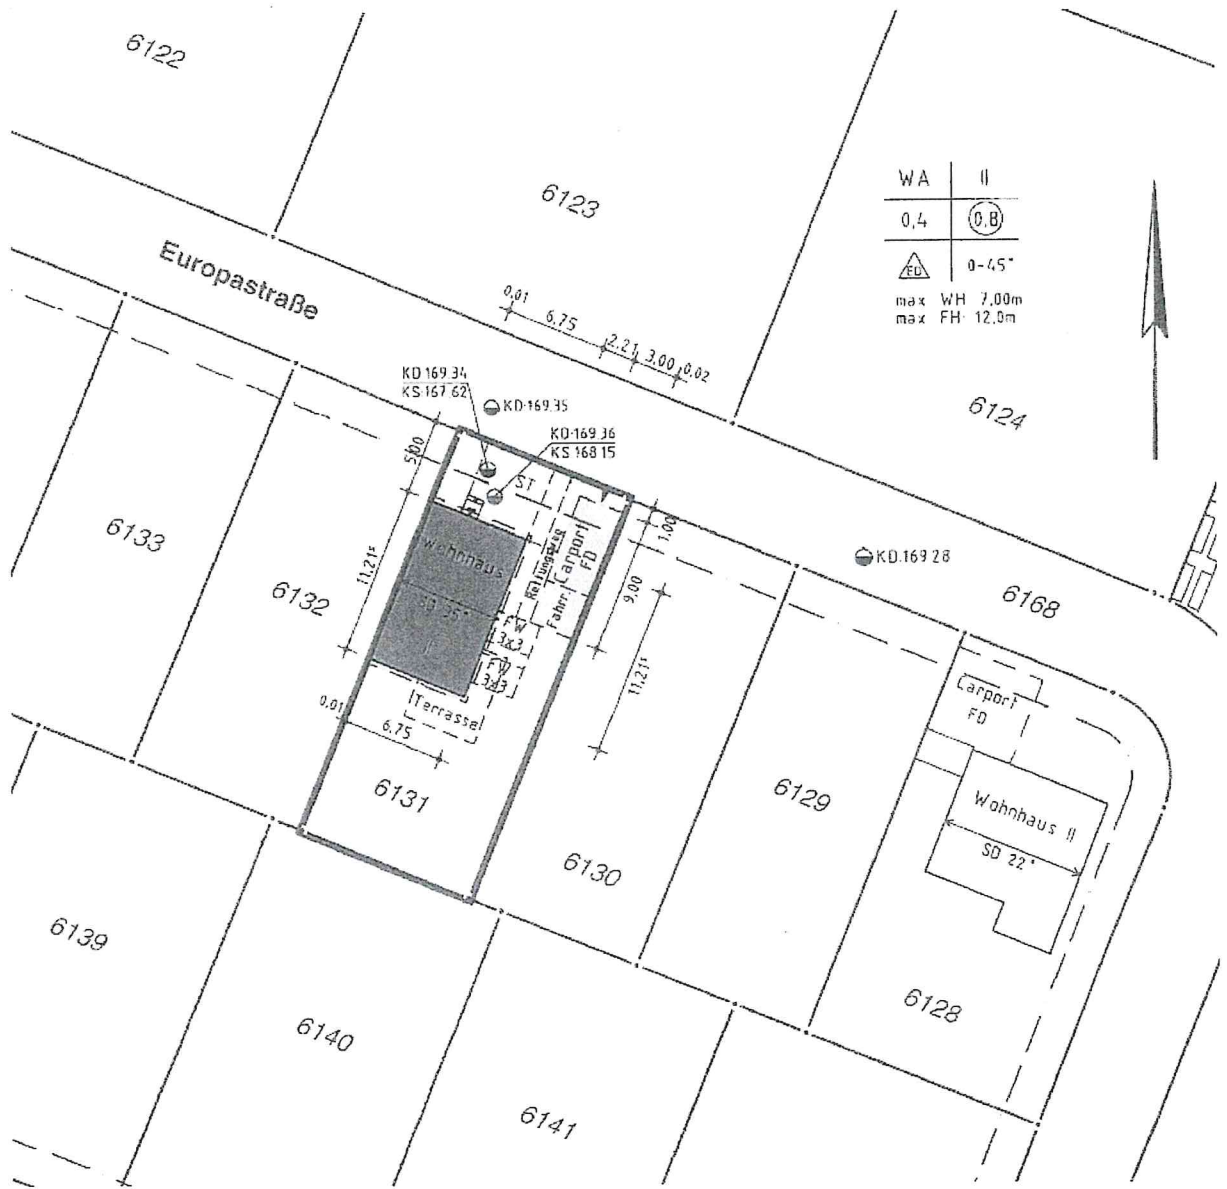 6122
6123
WA II
0,4 0,8
ED 0-45°
max WH 7,00m
max FH: 12,0m
Europastraße
0,01
6,75
2,21
3,00
0,02
6124
KD 169.34
KS:167.62
KD:169.35
KD:169.36
KS 168.15
5,00
ST
1,00
6133
Wohnhaus
Rettungsweg
Carport
FD
KD.169.28
11,21⁵
9,00
6132
Fahrr.
6168
SD 35°
II
FW
3x3
FW
3x3
11,21⁵
Carport
FD
0,01
Terrasse
6,75
6131
6129
Wohnhaus II
SD 22°
6130
6139
6128
6140
6141